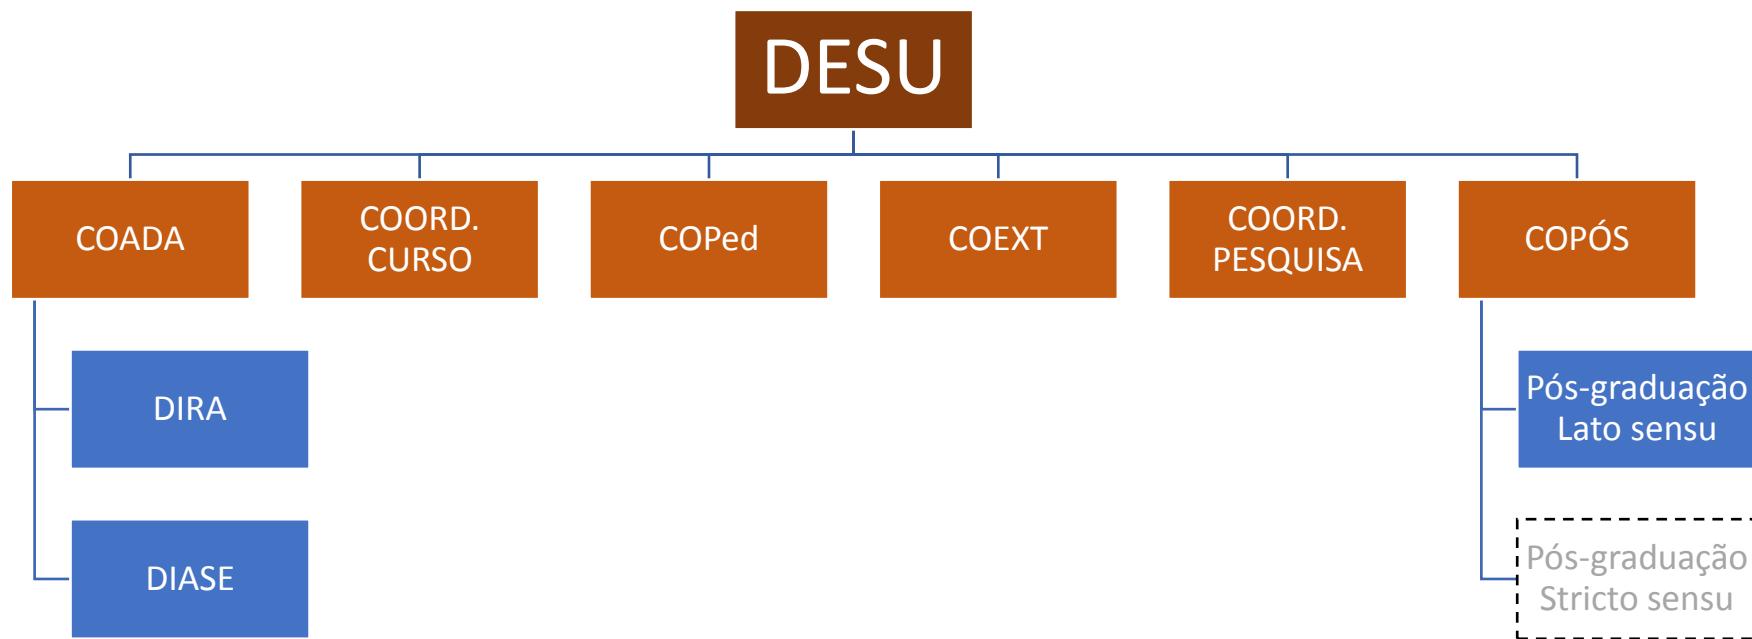 DESU
COADA
COORD.
CURSO
COPed
COEXT
COORD.
PESQUISA
COPÓS
DIRA
DIASE
Pós-graduação
Lato sensu
Pós-graduação
Stricto sensu